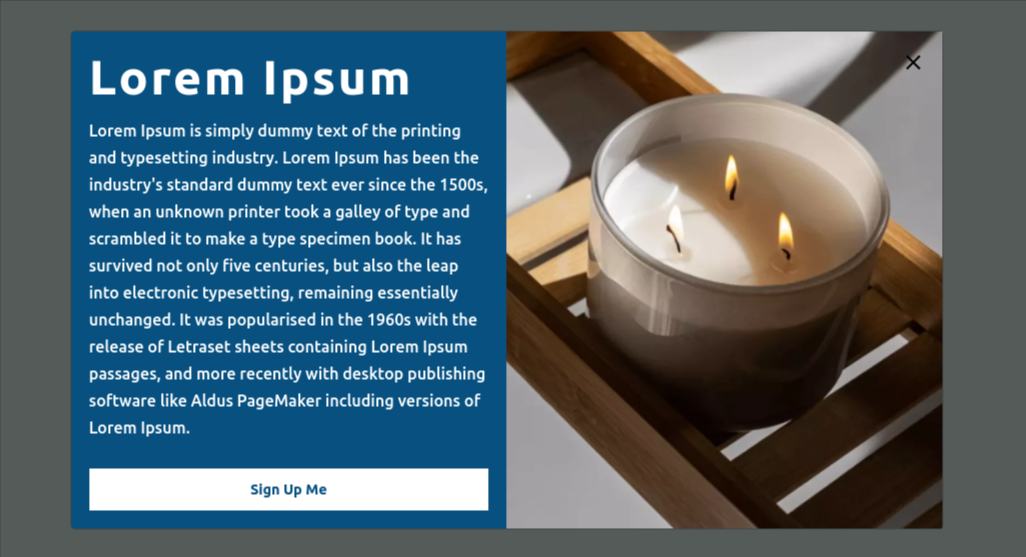 Lorem Ipsum
Lorem Ipsum is simply dummy text of the printing
and typesetting industry. Lorem Ipsum has been the
industry's standard dummy text ever since the 1500s,
when an unknown printer took a galley of type and
scrambled it to make a type specimen book. It has
survived not only five centuries, but also the leap
into electronic typesetting, remaining essentially
unchanged. It was popularised in the 1960s with the
release of Letraset sheets containing Lorem Ipsum
passages, and more recently with desktop publishing
software like Aldus PageMaker including versions of
Lorem Ipsum.
Sign Up Me